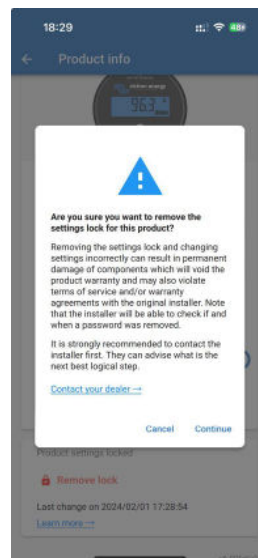 18:29
48
Product info
victron energy
96.3
Are you sure you want to remove the
settings lock for this product?
Removing the settings lock and changing
settings incorrectly can result in permanent
damage of components which will void the
product warranty and may also violate
terms of service and/or warranty
agreements with the original installer. Note
that the installer will be able to check if and
when a password was removed.
It is strongly recommended to contact the
installer first. They can advise what is the
next best logical step.
Contact your dealer →
Cancel Continue
Product settings locked
Remove lock
Last change on 2024/02/01 17:28:54
Learn more →